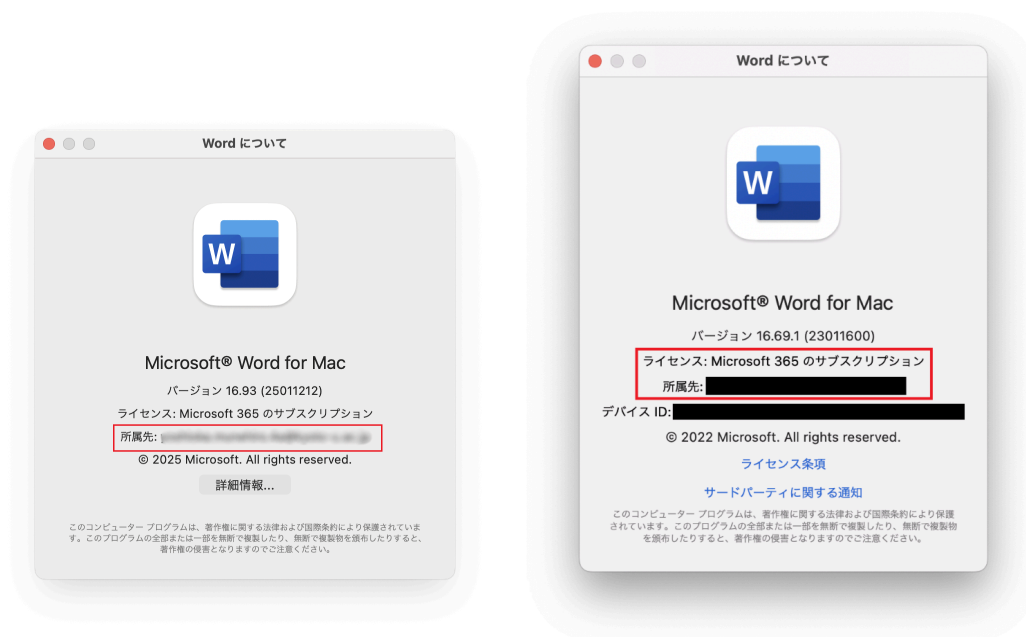 Word について
W
Microsoft® Word for Mac
バージョン 16.93 (25011212)
ライセンス: Microsoft 365 のサブスクリプション
所属先:
© 2025 Microsoft. All rights reserved.
詳細情報...
このコンピューター プログラムは、著作権に関する法律および国際条約により保護されていま
す。このプログラムの全部または一部を無断で複製したり、無断で複製物を頒布したりすると、
著作権の侵害となりますのでご注意ください。
Word について
W
Microsoft® Word for Mac
バージョン 16.69.1 (23011600)
ライセンス: Microsoft 365 のサブスクリプション
所属先:
デバイス ID:
© 2022 Microsoft. All rights reserved.
ライセンス条項
サードパーティに関する通知
このコンピューター プログラムは、著作権に関する法律および国際条約により保護
されています。このプログラムの全部または一部を無断で複製したり、無断で複製物
を頒布したりすると、著作権の侵害となりますのでご注意ください。